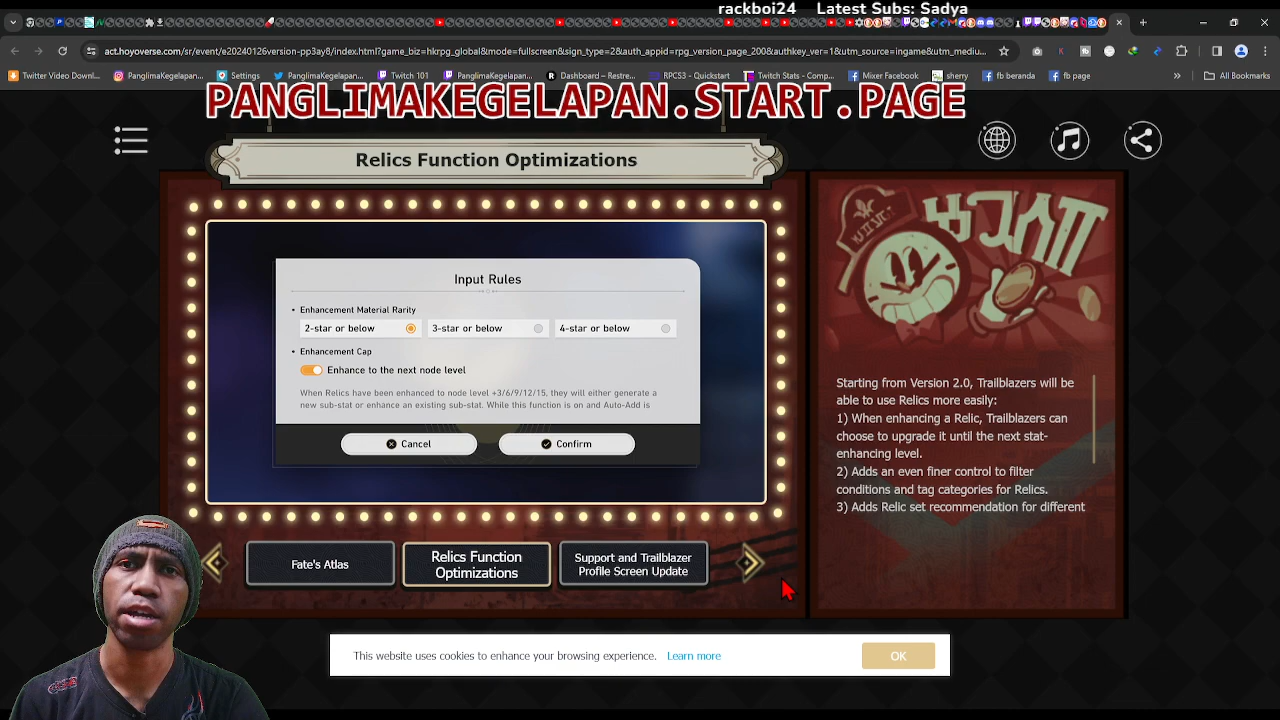 rackboi24 Latest Subs: Sadya
act.hoyoverse.com/sr/event/e20240126version-pp3ay8/index.html?game_biz=hkrpg_global&mode=fullscreen&sign_type=2&auth_appid=rpg_version_page_200&authkey_ver=1&utm_source=ingame&utm_mediu...
Twitter Video Downl... PanglimaKegelapan... Settings PanglimaKegelapan... Twitch 101 PanglimaKegelapan... Dashboard – Restre... RPCS3 - Quickstart Twitch Stats - Comp... Mixer Facebook sherry fb beranda fb page » All Bookmarks
PANGLIMAKEGELAPAN.START.PAGE
Relics Function Optimizations
Input Rules
Enhancement Material Rarity
2-star or below 3-star or below 4-star or below
Enhancement Cap
Enhance to the next node level
When Relics have been enhanced to node level +3/6/9/12/15, they will either generate a
new sub-stat or enhance an existing sub-stat. While this function is on and Auto-Add is
Cancel Confirm
Starting from Version 2.0, Trailblazers will be
able to use Relics more easily:
1) When enhancing a Relic, Trailblazers can
choose to upgrade it until the next stat-
enhancing level.
2) Adds an even finer control to filter
conditions and tag categories for Relics.
3) Adds Relic set recommendation for different
Fate's Atlas
Relics Function
Optimizations
Support and Trailblazer
Profile Screen Update
This website uses cookies to enhance your browsing experience. Learn more OK